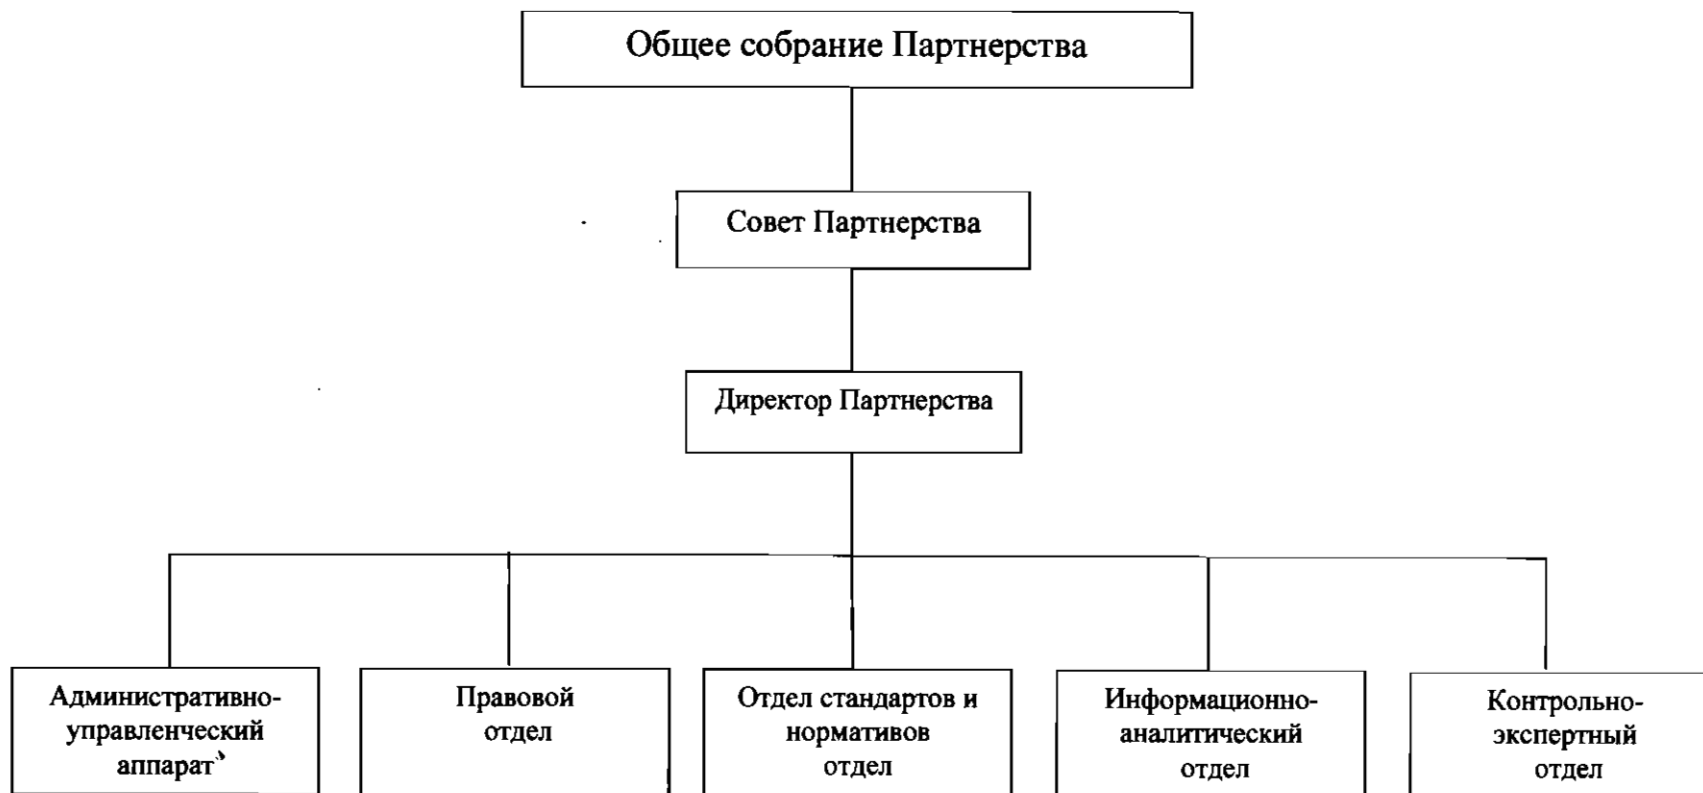 Общее собрание Партнерства
Совет Партнерства
Директор Партнерства
Административно-
управленческий
аппарат
Правовой
отдел
Отдел стандартов и
нормативов
отдел
Информационно-
аналитический
отдел
Контрольно-
экспертный
отдел